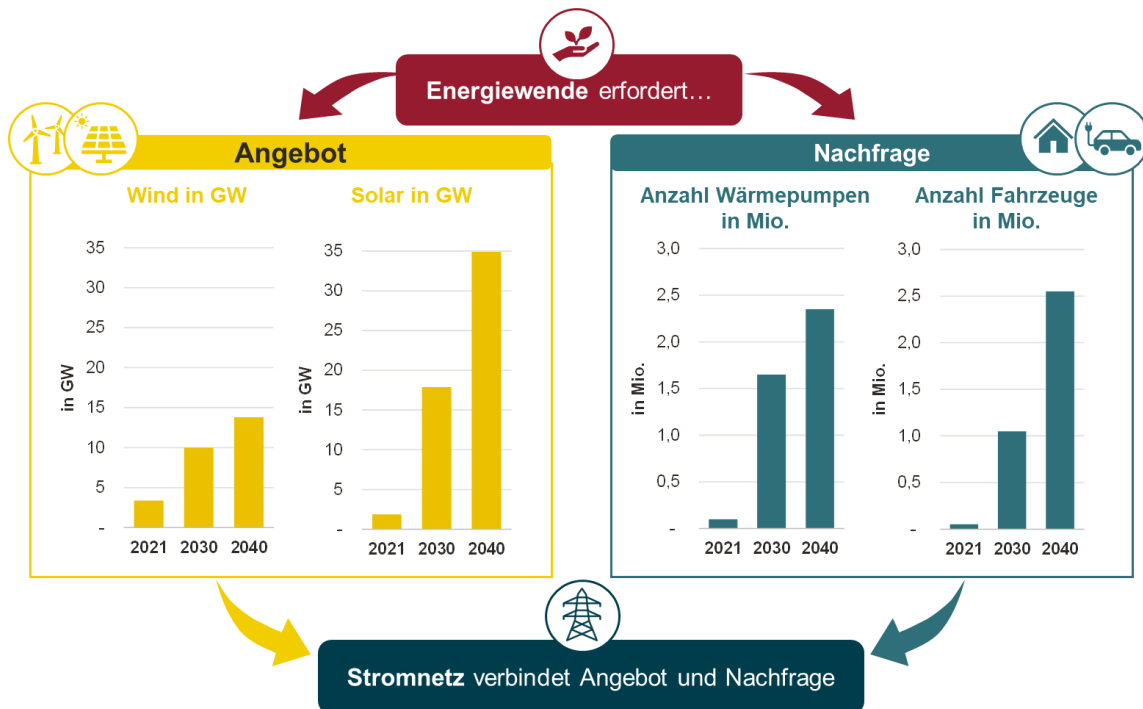 Energiewende erfordert…
Angebot
Wind in GW
in GW
35
30
25
20
15
10
5
-
2021 2030 2040
Solar in GW
in GW
35
30
25
20
15
10
5
-
2021 2030 2040
Nachfrage
Anzahl Wärmepumpen
in Mio.
in Mio.
3,0
2,5
2,0
1,5
1,0
0,5
-
2021 2030 2040
Anzahl Fahrzeuge
in Mio.
in Mio.
3,0
2,5
2,0
1,5
1,0
0,5
-
2021 2030 2040
Stromnetz verbindet Angebot und Nachfrage